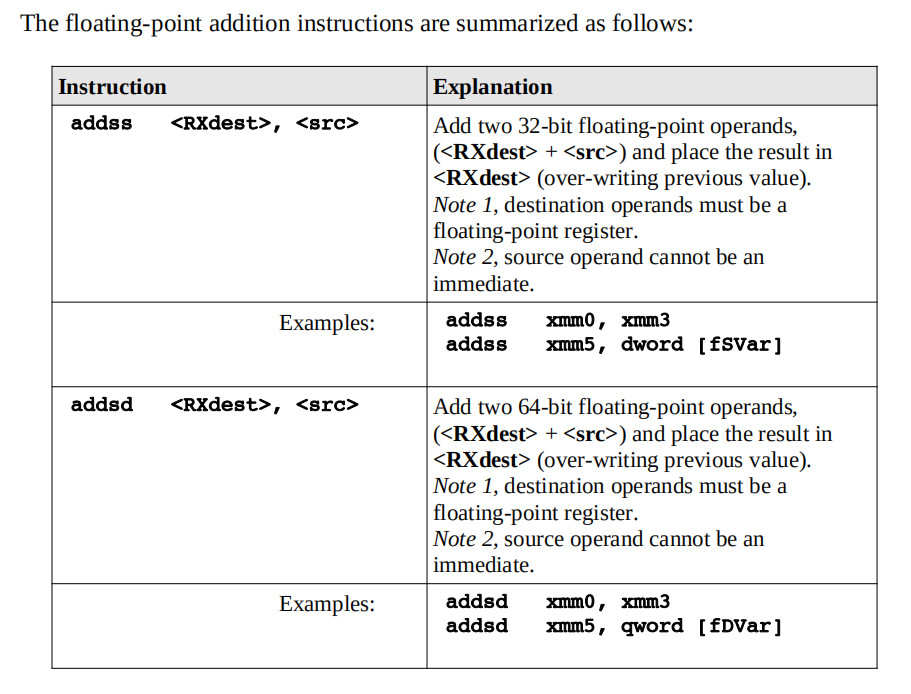 The floating-point addition instructions are summarized as follows:
Instruction Explanation
addss <RXdest>, <src>
Add two 32-bit floating-point operands,
(<RXdest> + <src>) and place the result in
<RXdest> (over-writing previous value).
Note 1, destination operands must be a
floating-point register.
Note 2, source operand cannot be an
immediate.
Examples:
addss xmm0, xmm3
addss xmm5, dword [fSVar]
addsd <RXdest>, <src>
Add two 64-bit floating-point operands,
(<RXdest> + <src>) and place the result in
<RXdest> (over-writing previous value).
Note 1, destination operands must be a
floating-point register.
Note 2, source operand cannot be an
immediate.
Examples:
addsd xmm0, xmm3
addsd xmm5, qword [fDVar]